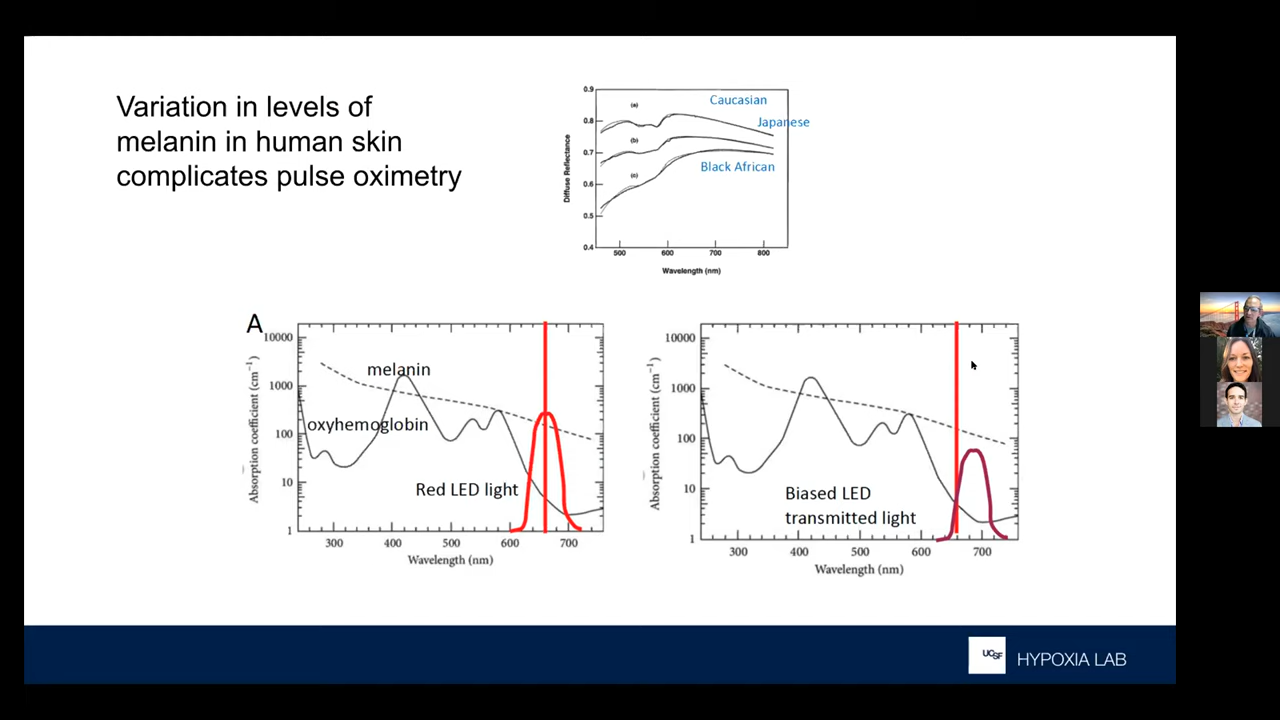 Variation in levels of
melanin in human skin
complicates pulse oximetry
0.9
0.8
0.7
0.6
0.5
0.4
Diffuse Reflectance
(a)
(b)
(c)
Caucasian
Japanese
Black African
500
600
700
800
Wavelength (nm)
A
10000
1000
100
10
1
Absorption coefficient (cm⁻¹)
melanin
oxyhemoglobin
Red LED light
300
400
500
600
700
Wavelength (nm)
10000
1000
100
10
1
Absorption coefficient (cm⁻¹)
Biased LED
transmitted light
300
400
500
600
700
Wavelength (nm)
UCSF
HYPOXIA LAB